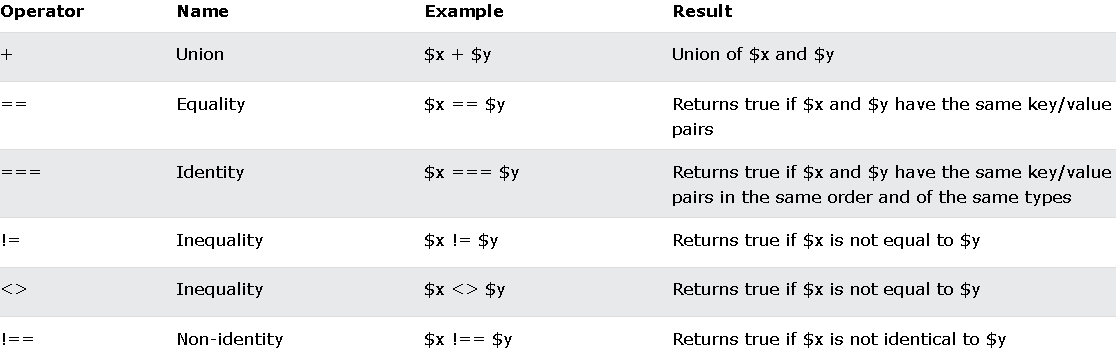 Operator Name Example Result
+ Union $x + $y Union of $x and $y
== Equality $x == $y Returns true if $x and $y have the same key/value
pairs
=== Identity $x === $y Returns true if $x and $y have the same key/value
pairs in the same order and of the same types
!= Inequality $x != $y Returns true if $x is not equal to $y
<> Inequality $x <> $y Returns true if $x is not equal to $y
!== Non-identity $x !== $y Returns true if $x is not identical to $y